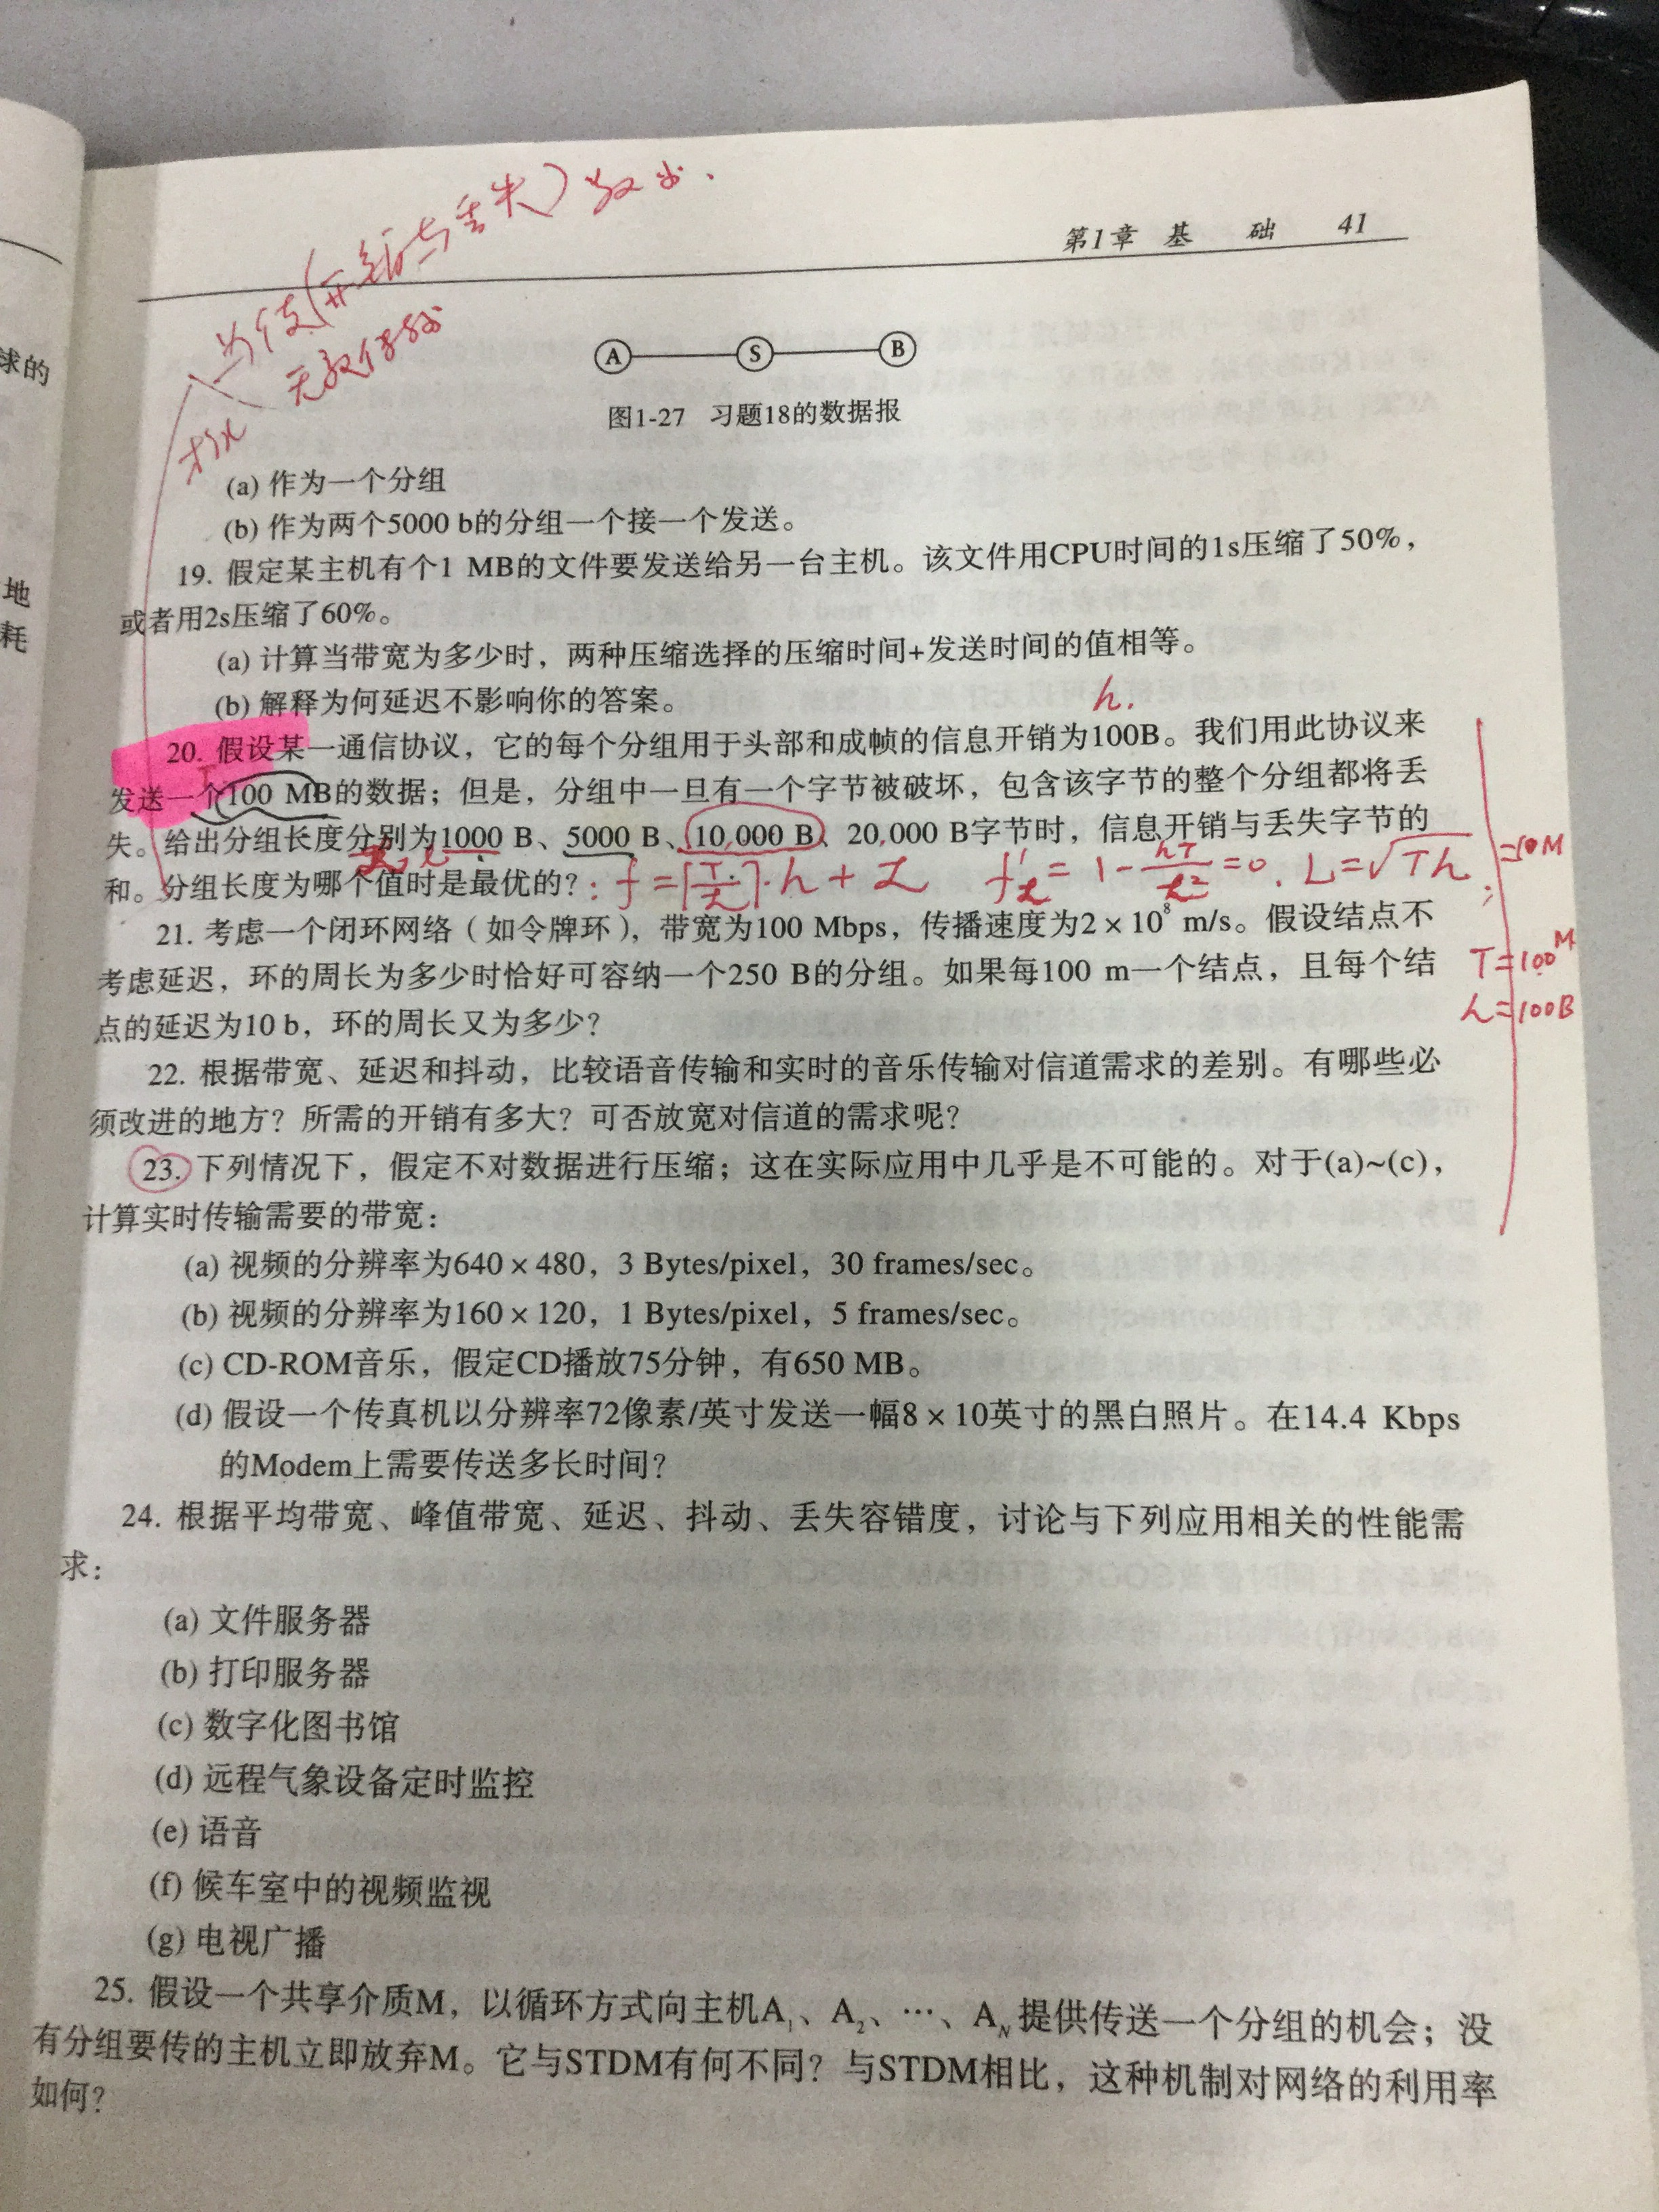 当使(开销与丢失)最小.
无效传输
第1章 基 础 41
A S B
图1-27 习题18的数据报
(a) 作为一个分组
(b) 作为两个5000 b的分组一个接一个发送。
19. 假定某主机有个1 MB的文件要发送给另一台主机。该文件用CPU时间的1s压缩了50%，
或者用2s压缩了60%。
(a) 计算当带宽为多少时，两种压缩选择的压缩时间+发送时间的值相等。
(b) 解释为何延迟不影响你的答案。
h.
20. 假设某一通信协议，它的每个分组用于头部和成帧的信息开销为100B。我们用此协议来
发送一个100 MB的数据；但是，分组中一旦有一个字节被破坏，包含该字节的整个分组都将丢
失。给出分组长度分别为1000 B、5000 B、10,000 B、20,000 B字节时，信息开销与丢失字节的
和。分组长度为哪个值时是最优的？
: f=⌈T/L⌉·h+L f'L=1-hT/L²=0. L=√Th
=10M
T=100M
h=100B
21. 考虑一个闭环网络（如令牌环），带宽为100 Mbps，传播速度为2×10⁸ m/s。假设结点不
考虑延迟，环的周长为多少时恰好可容纳一个250 B的分组。如果每100 m一个结点，且每个结
点的延迟为10 b，环的周长又为多少？
22. 根据带宽、延迟和抖动，比较语音传输和实时的音乐传输对信道需求的差别。有哪些必
须改进的地方？所需的开销有多大？可否放宽对信道的需求呢？
23. 下列情况下，假定不对数据进行压缩；这在实际应用中几乎是不可能的。对于(a)~(c)，
计算实时传输需要的带宽：
(a) 视频的分辨率为640×480，3 Bytes/pixel，30 frames/sec。
(b) 视频的分辨率为160×120，1 Bytes/pixel，5 frames/sec。
(c) CD-ROM音乐，假定CD播放75分钟，有650 MB。
(d) 假设一个传真机以分辨率72像素/英寸发送一幅8×10英寸的黑白照片。在14.4 Kbps
的Modem上需要传送多长时间？
24. 根据平均带宽、峰值带宽、延迟、抖动、丢失容错度，讨论与下列应用相关的性能需
求：
(a) 文件服务器
(b) 打印服务器
(c) 数字化图书馆
(d) 远程气象设备定时监控
(e) 语音
(f) 候车室中的视频监视
(g) 电视广播
25. 假设一个共享介质M，以循环方式向主机A₁、A₂、…、Aₙ提供传送一个分组的机会；没
有分组要传的主机立即放弃M。它与STDM有何不同？与STDM相比，这种机制对网络的利用率
如何？
球的
地
耗